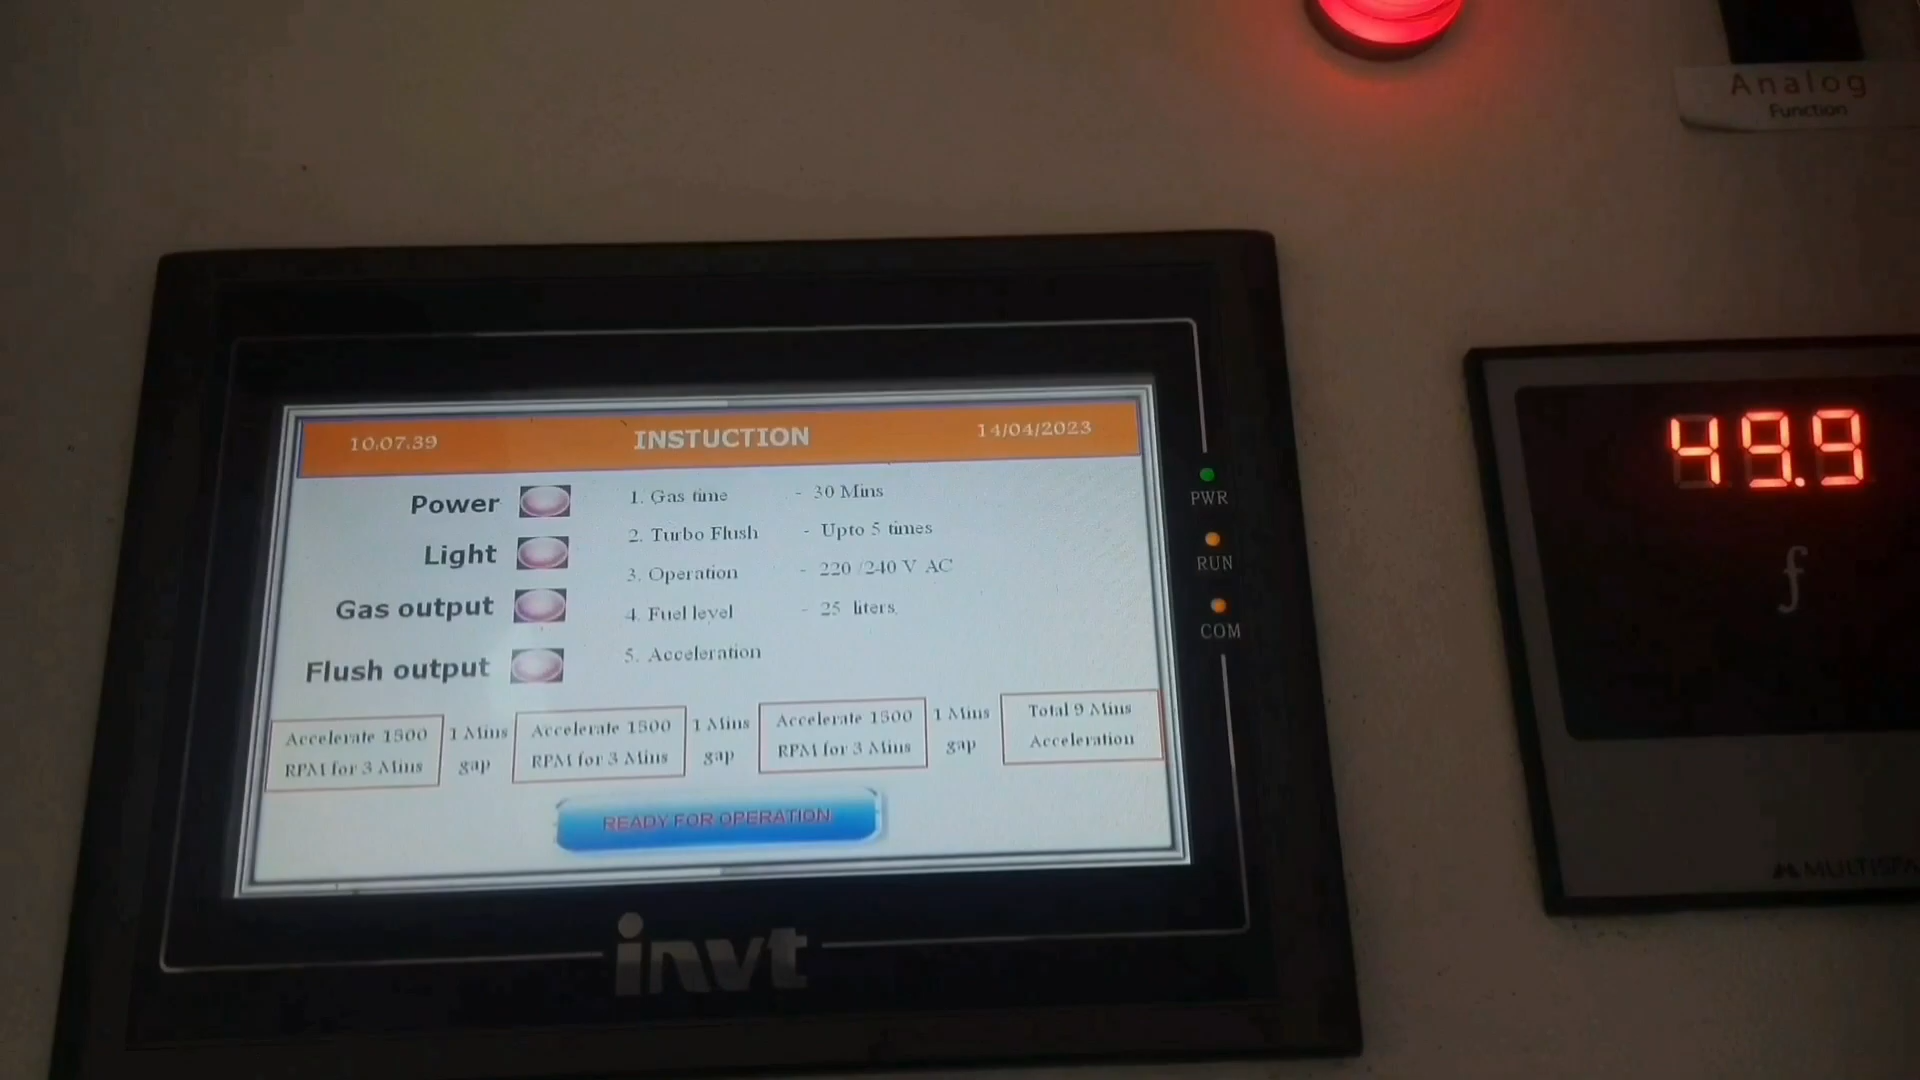 Analog
Function
10.07.39 INSTUCTION 14/04/2023
Power
Light
Gas output
Flush output
1. Gas time - 30 Mins
2. Turbo Flush - Upto 5 times
3. Operation - 220 /240 V AC
4. Fuel level - 25 liters
5. Acceleration
Accelerate 1500
RPM for 3 Mins
1 Mins
gap
Accelerate 1500
RPM for 3 Mins
1 Mins
gap
Accelerate 1500
RPM for 3 Mins
1 Mins
gap
Total 9 Mins
Acceleration
READY FOR OPERATION
PWR
RUN
COM
invt
49.9
f